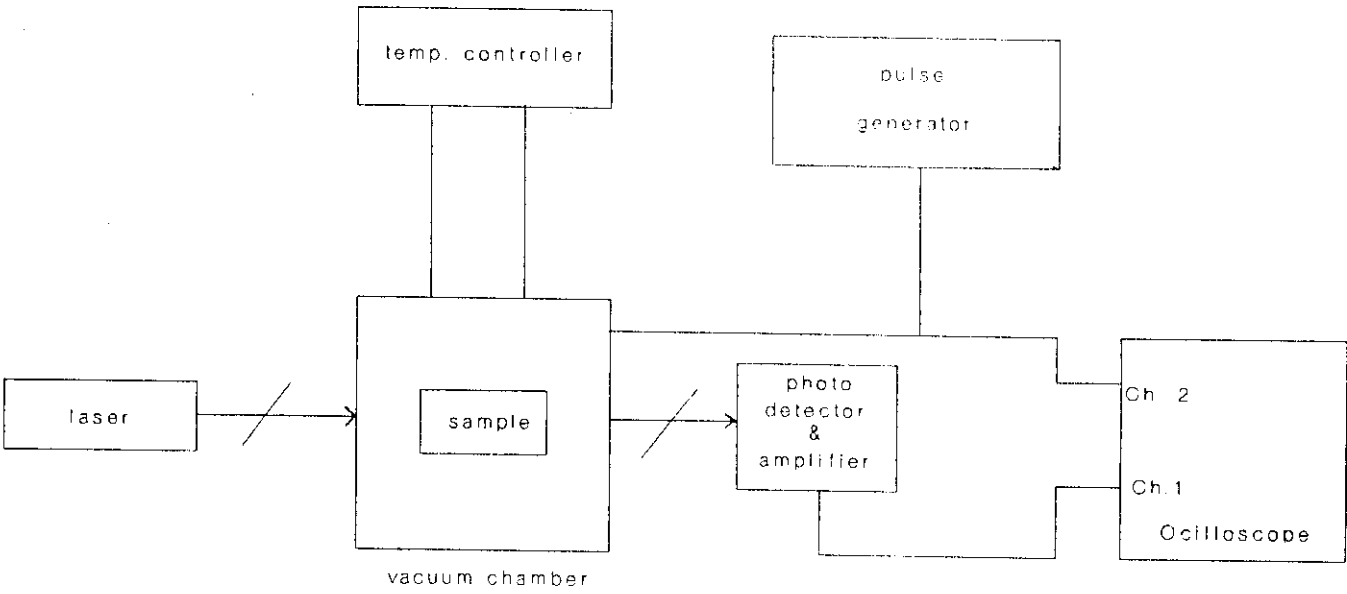 temp. controller
pulse
generator
laser
sample
photo
detector
&
amplifier
Ch. 2
Ch. 1
Ocilloscope
vacuum chamber